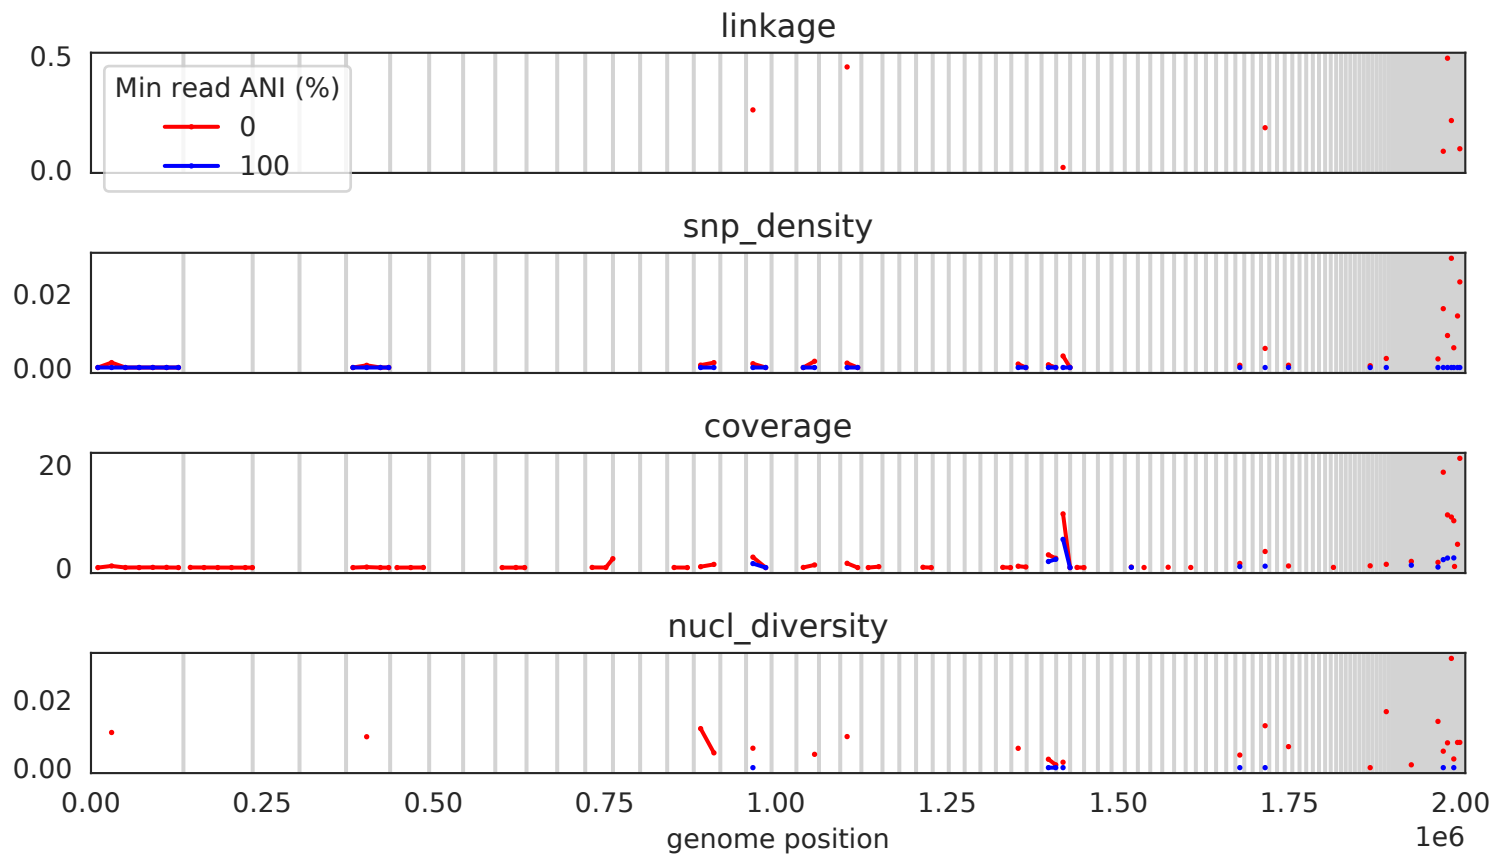 linkage
0.5
0.0
Min read ANI (%)
0
100
snp_density
0.02
0.00
coverage
20
0
nucl_diversity
0.02
0.00
0.00 0.25 0.50 0.75 1.00 1.25 1.50 1.75 2.00
genome position
1e6